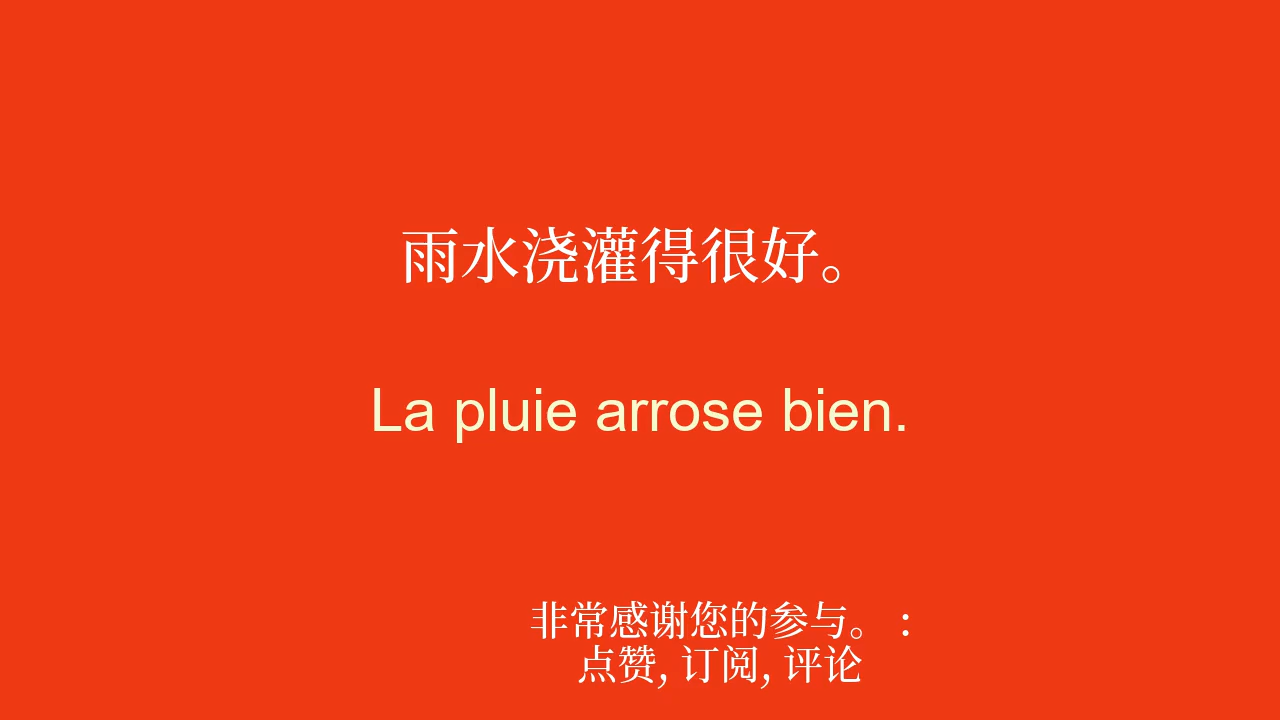 雨水浇灌得很好。
La pluie arrose bien.
非常感谢您的参与。 :
点赞, 订阅, 评论